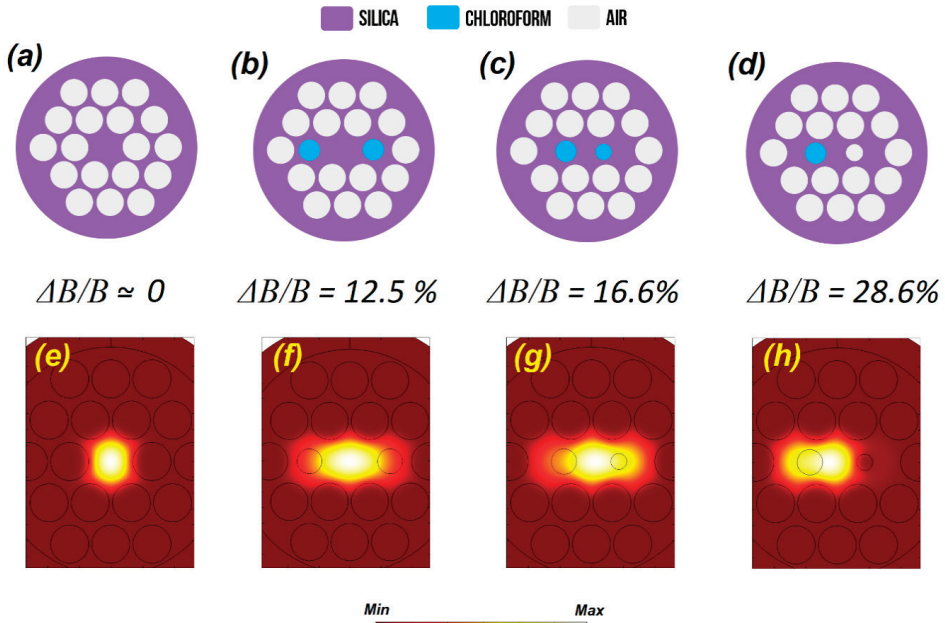 SILICA CHLOROFORM AIR
(a) (b) (c) (d)
ΔB/B ≃ 0 ΔB/B = 12.5 % ΔB/B = 16.6% ΔB/B = 28.6%
(e) (f) (g) (h)
Min Max